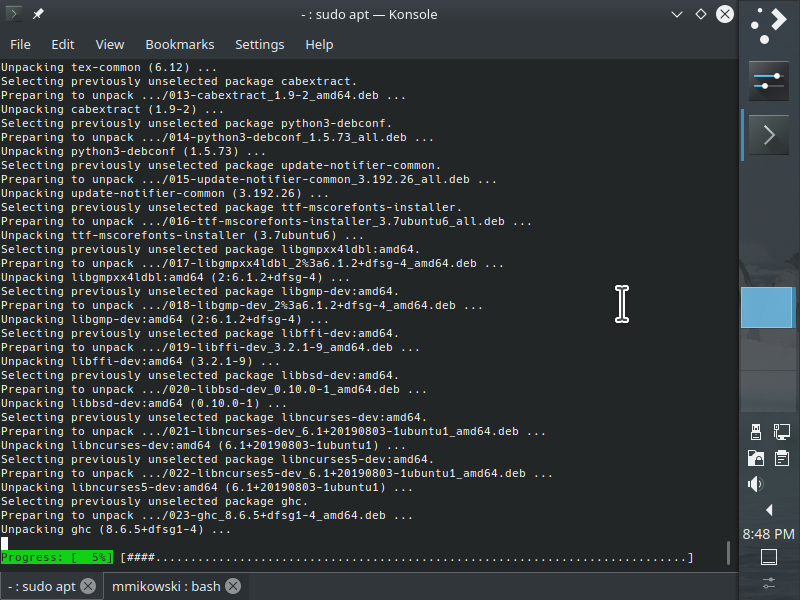 - : sudo apt — Konsole
File Edit View Bookmarks Settings Help
Unpacking tex-common (6.12) ...
Selecting previously unselected package cabextract.
Preparing to unpack .../013-cabextract_1.9-2_amd64.deb ...
Unpacking cabextract (1.9-2) ...
Selecting previously unselected package python3-debconf.
Preparing to unpack .../014-python3-debconf_1.5.73_all.deb ...
Unpacking python3-debconf (1.5.73) ...
Selecting previously unselected package update-notifier-common.
Preparing to unpack .../015-update-notifier-common_3.192.26_all.deb ...
Unpacking update-notifier-common (3.192.26) ...
Selecting previously unselected package ttf-mscorefonts-installer.
Preparing to unpack .../016-ttf-mscorefonts-installer_3.7ubuntu6_all.deb ...
Unpacking ttf-mscorefonts-installer (3.7ubuntu6) ...
Selecting previously unselected package libgmpxx4ldbl:amd64.
Preparing to unpack .../017-libgmpxx4ldbl_2%3a6.1.2+dfsg-4_amd64.deb ...
Unpacking libgmpxx4ldbl:amd64 (2:6.1.2+dfsg-4) ...
Selecting previously unselected package libgmp-dev:amd64.
Preparing to unpack .../018-libgmp-dev_2%3a6.1.2+dfsg-4_amd64.deb ...
Unpacking libgmp-dev:amd64 (2:6.1.2+dfsg-4) ...
Selecting previously unselected package libffi-dev:amd64.
Preparing to unpack .../019-libffi-dev_3.2.1-9_amd64.deb ...
Unpacking libffi-dev:amd64 (3.2.1-9) ...
Selecting previously unselected package libbsd-dev:amd64.
Preparing to unpack .../020-libbsd-dev_0.10.0-1_amd64.deb ...
Unpacking libbsd-dev:amd64 (0.10.0-1) ...
Selecting previously unselected package libncurses-dev:amd64.
Preparing to unpack .../021-libncurses-dev_6.1+20190803-1ubuntu1_amd64.deb ...
Unpacking libncurses-dev:amd64 (6.1+20190803-1ubuntu1) ...
Selecting previously unselected package libncurses5-dev:amd64.
Preparing to unpack .../022-libncurses5-dev_6.1+20190803-1ubuntu1_amd64.deb ...
Unpacking libncurses5-dev:amd64 (6.1+20190803-1ubuntu1) ...
Selecting previously unselected package ghc.
Preparing to unpack .../023-ghc_8.6.5+dfsg1-4_amd64.deb ...
Unpacking ghc (8.6.5+dfsg1-4) ...
Progress: [  5%] [####............................................................................]
- : sudo apt
mmikowski : bash
8:48 PM